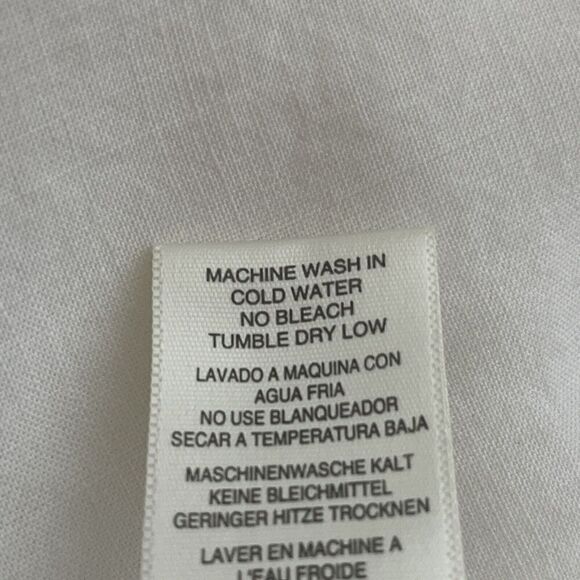 MACHINE WASH IN
COLD WATER
NO BLEACH
TUMBLE DRY LOW
LAVADO A MAQUINA CON
AGUA FRIA
NO USE BLANQUEADOR
SECAR A TEMPERATURA BAJA
MASCHINENWASCHE KALT
KEINE BLEICHMITTEL
GERINGER HITZE TROCKNEN
LAVER EN MACHINE A
L'EAU FROIDE